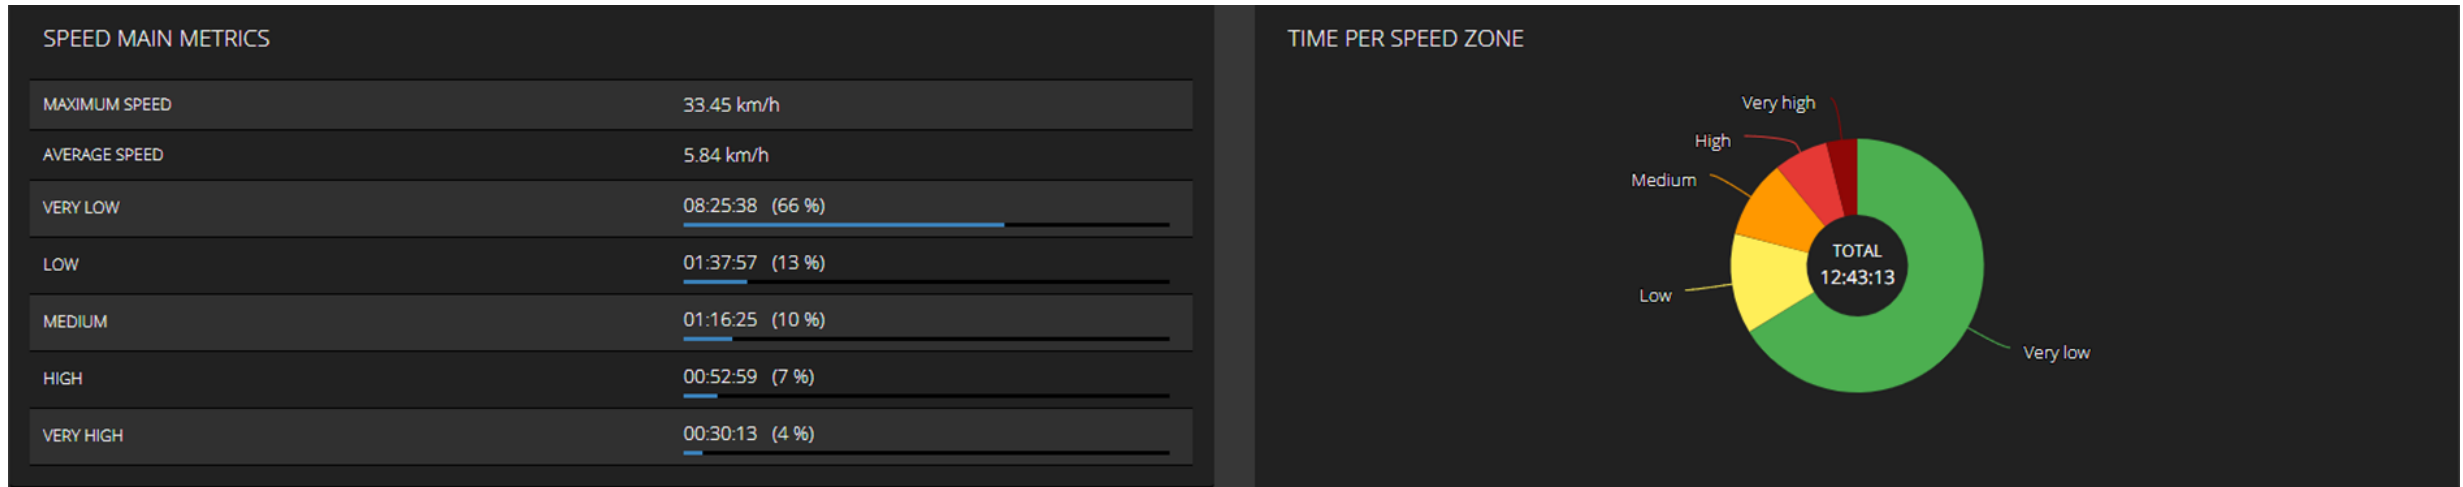 SPEED MAIN METRICS
MAXIMUM SPEED 33.45 km/h
AVERAGE SPEED 5.84 km/h
VERY LOW 08:25:38 (66 %)
LOW 01:37:57 (13 %)
MEDIUM 01:16:25 (10 %)
HIGH 00:52:59 (7 %)
VERY HIGH 00:30:13 (4 %)
TIME PER SPEED ZONE
Very high
High
Medium
Low
TOTAL
12:43:13
Very low